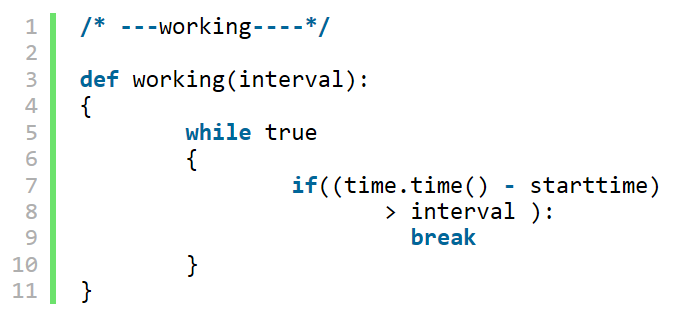 1 /* ---working----*/
2
3 def working(interval):
4 {
5 while true
6 {
7 if((time.time() - starttime)
8 > interval ):
9 break
10 }
11 }